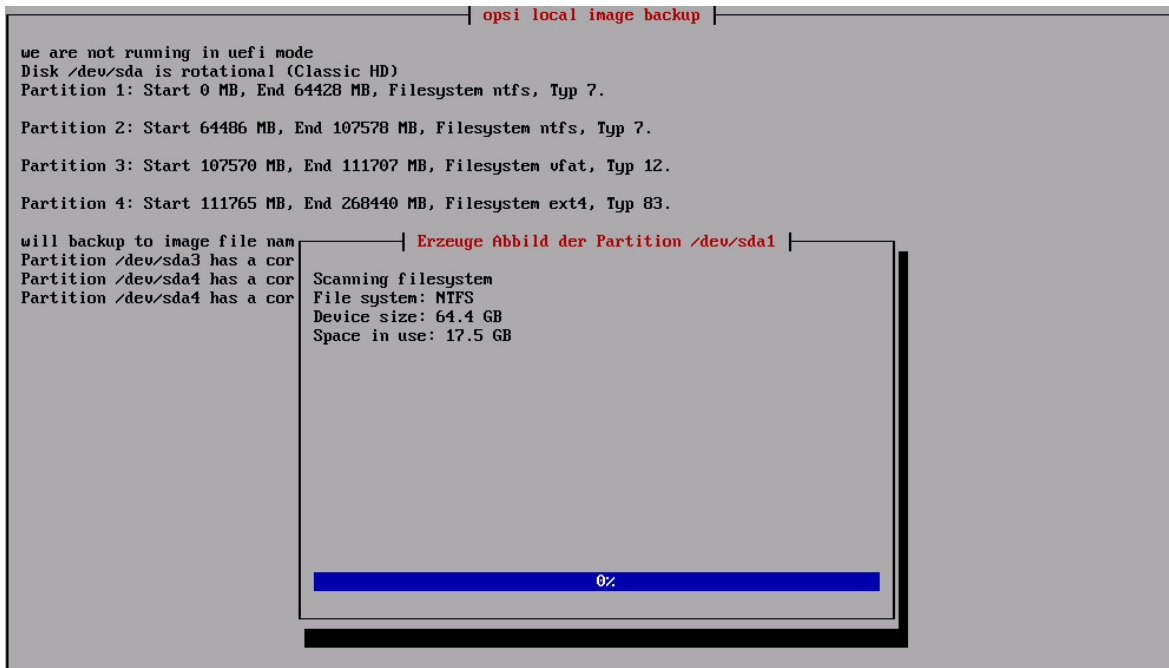 opsi local image backup
we are not running in uefi mode
Disk /dev/sda is rotational (Classic HD)
Partition 1: Start 0 MB, End 64428 MB, Filesystem ntfs, Typ 7.
Partition 2: Start 64486 MB, End 107578 MB, Filesystem ntfs, Typ 7.
Partition 3: Start 107570 MB, End 111707 MB, Filesystem vfat, Typ 12.
Partition 4: Start 111765 MB, End 268440 MB, Filesystem ext4, Typ 83.
will backup to image file nam
Partition /dev/sda3 has a cor
Partition /dev/sda4 has a cor
Partition /dev/sda4 has a cor
Erzeuge Abbild der Partition /dev/sda1
Scanning filesystem
File system: NTFS
Device size: 64.4 GB
Space in use: 17.5 GB
0%